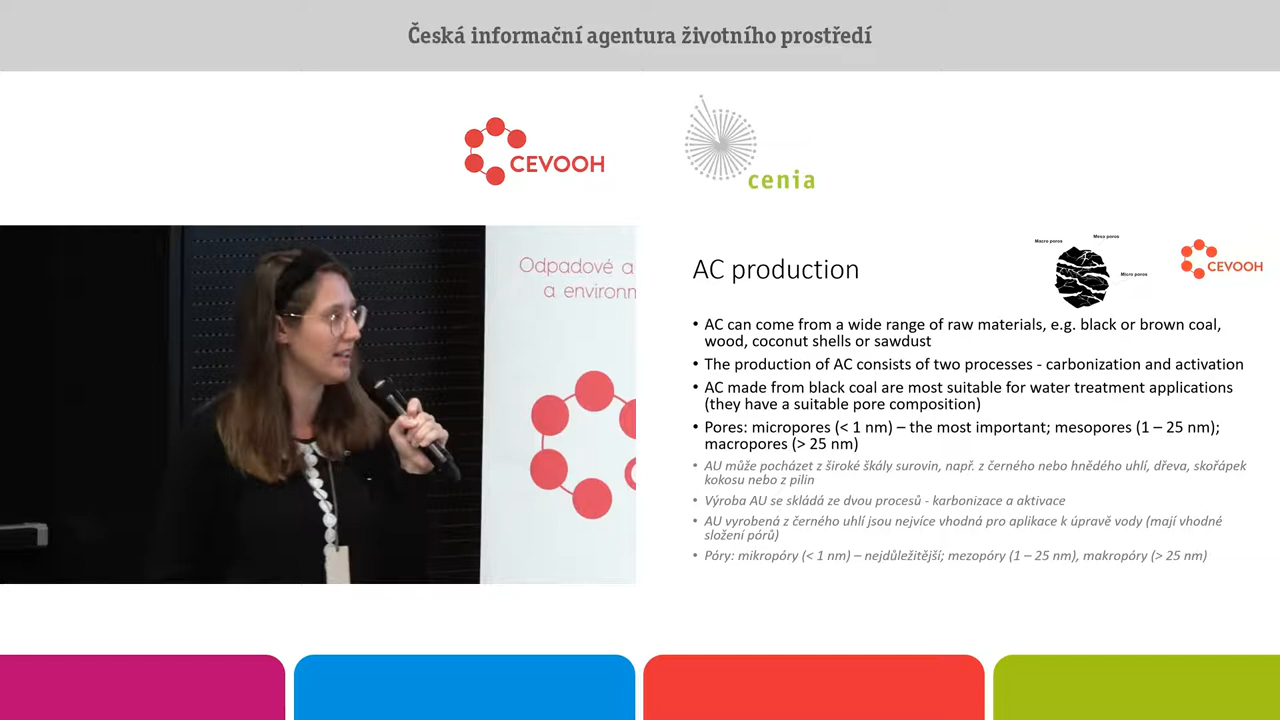 Česká informační agentura životního prostředí
CEVOOH
cenia
Odpadové a
a environm
AC production
Macro poros
Meso poros
Micro poros
CEVOOH
• AC can come from a wide range of raw materials, e.g. black or brown coal,
wood, coconut shells or sawdust
• The production of AC consists of two processes - carbonization and activation
• AC made from black coal are most suitable for water treatment applications
(they have a suitable pore composition)
• Pores: micropores (< 1 nm) – the most important; mesopores (1 – 25 nm);
macropores (> 25 nm)
• AU může pocházet z široké škály surovin, např. z černého nebo hnědého uhlí, dřeva, skořápek
kokosu nebo z pilin
• Výroba AU se skládá ze dvou procesů - karbonizace a aktivace
• AU vyrobená z černého uhlí jsou nejvíce vhodná pro aplikace k úpravě vody (mají vhodné
složení pórů)
• Póry: mikropóry (< 1 nm) – nejdůležitější; mezopóry (1 – 25 nm), makropóry (> 25 nm)